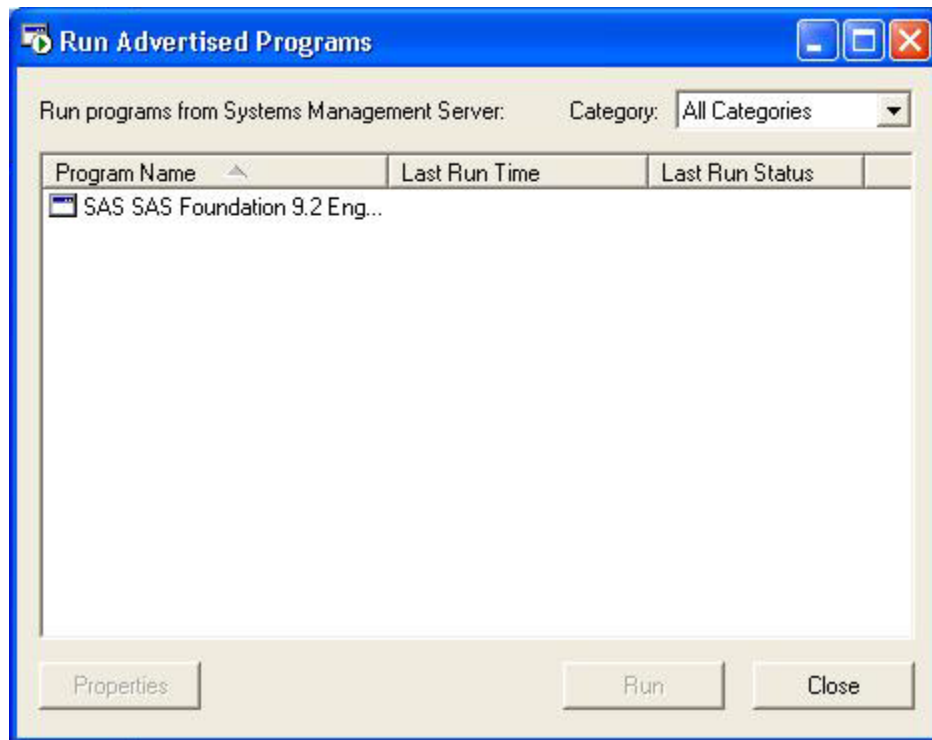 Run Advertised Programs
Run programs from Systems Management Server: Category: All Categories
Program Name Last Run Time Last Run Status
SAS SAS Foundation 9.2 Eng...
Properties Run Close